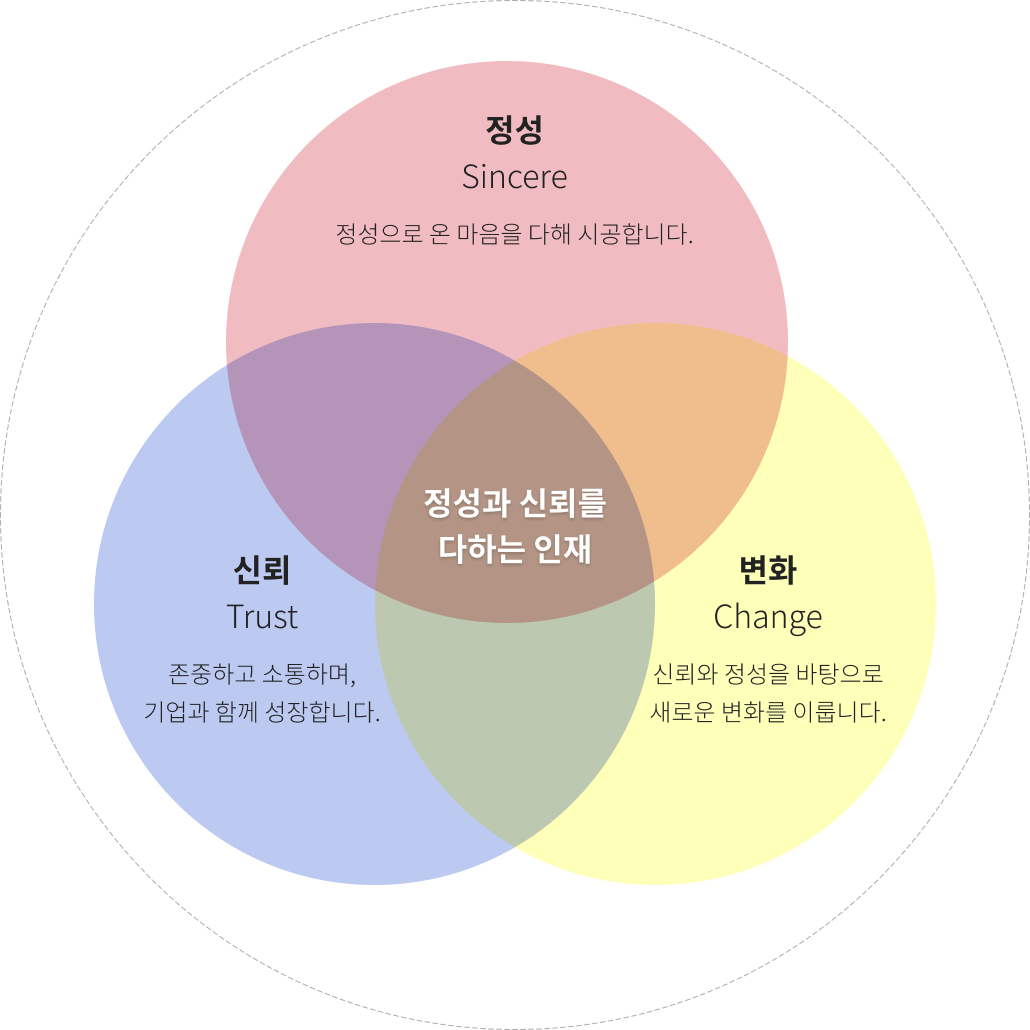 정성
Sincere
정성으로 온 마음을 다해 시공합니다.
정성과 신뢰를
다하는 인재
신뢰
Trust
존중하고 소통하며,
기업과 함께 성장합니다.
변화
Change
신뢰와 정성을 바탕으로
새로운 변화를 이룹니다.